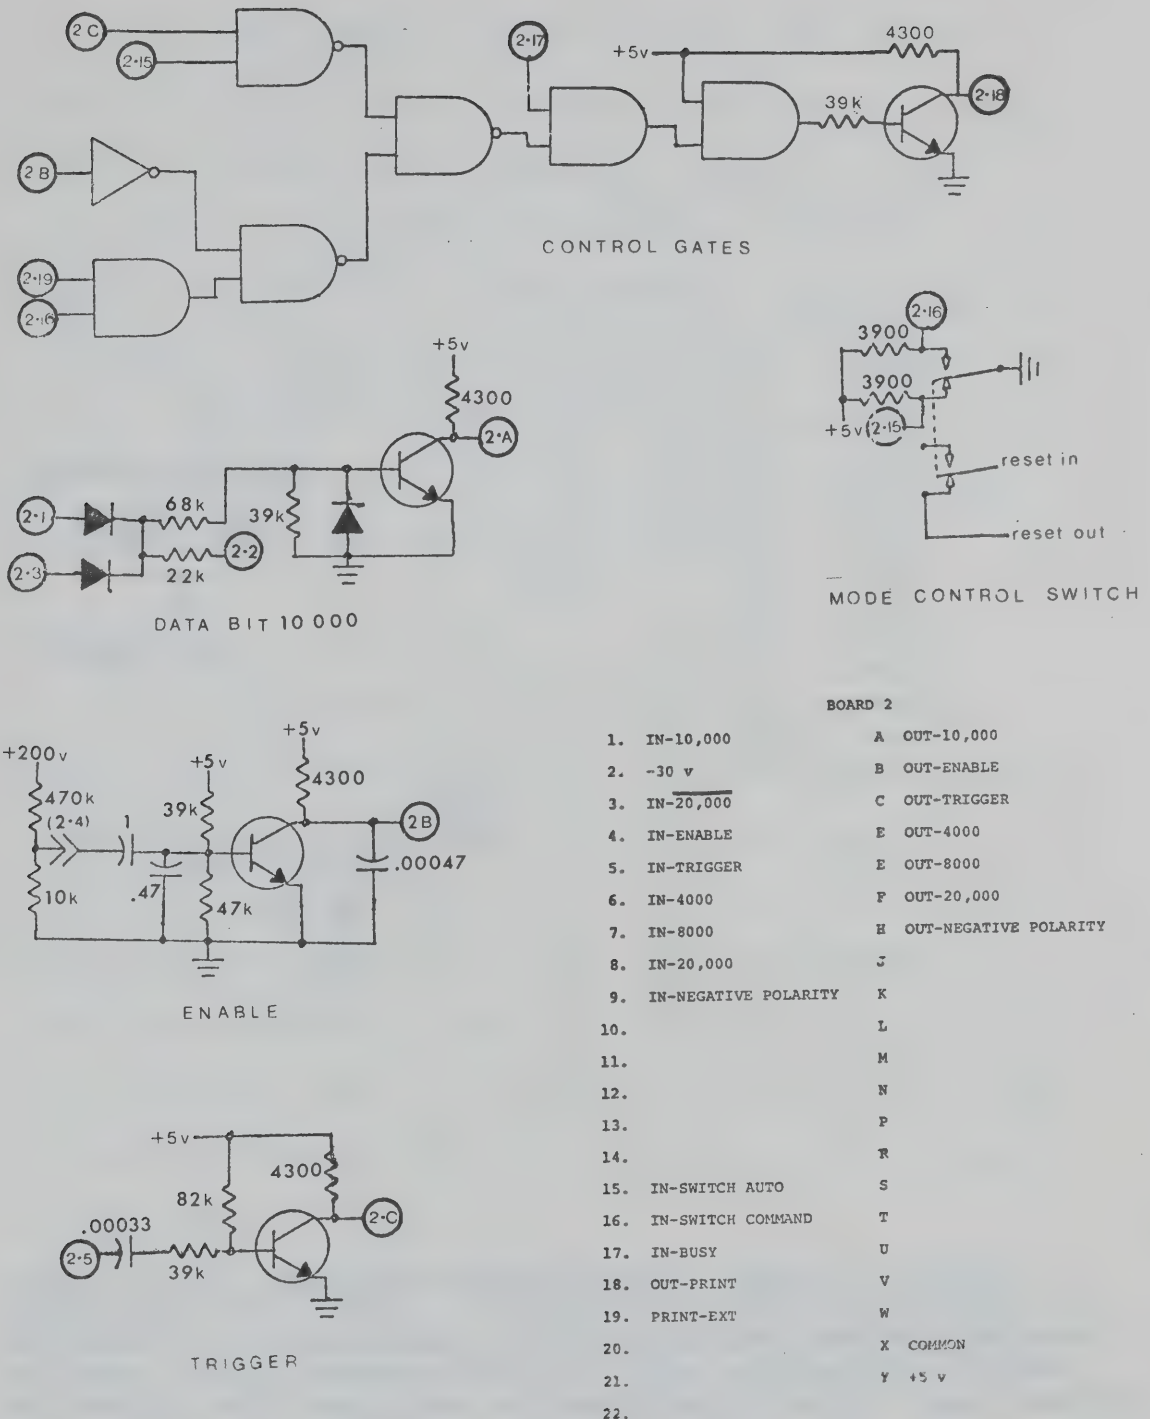 2C
2-15
2-17
+5v
4300
39k
2-18
2B
2-19
2-16
CONTROL GATES
2-16
3900
3900
+5v
2-15
reset in
reset out
MODE CONTROL SWITCH
+5v
4300
2-A
2-1
68k
39k
2-2
2-3
22k
DATA BIT 10 000
+200v
470k
(2-4)
1
10k
.47
+5v
39k
47k
+5v
4300
2B
.00047
ENABLE
+5v
4300
82k
.00033
2-5
39k
2-C
TRIGGER
BOARD 2
1. IN-10,000 A OUT-10,000
2. -30 v B OUT-ENABLE
3. IN-20,000 C OUT-TRIGGER
4. IN-ENABLE E OUT-4000
5. IN-TRIGGER E OUT-8000
6. IN-4000 F OUT-20,000
7. IN-8000 H OUT-NEGATIVE POLARITY
8. IN-20,000 J
9. IN-NEGATIVE POLARITY K
10. L
11. M
12. N
13. P
14. R
15. IN-SWITCH AUTO S
16. IN-SWITCH COMMAND T
17. IN-BUSY U
18. OUT-PRINT V
19. PRINT-EXT W
20. X COMMON
21. Y +5 v
22.